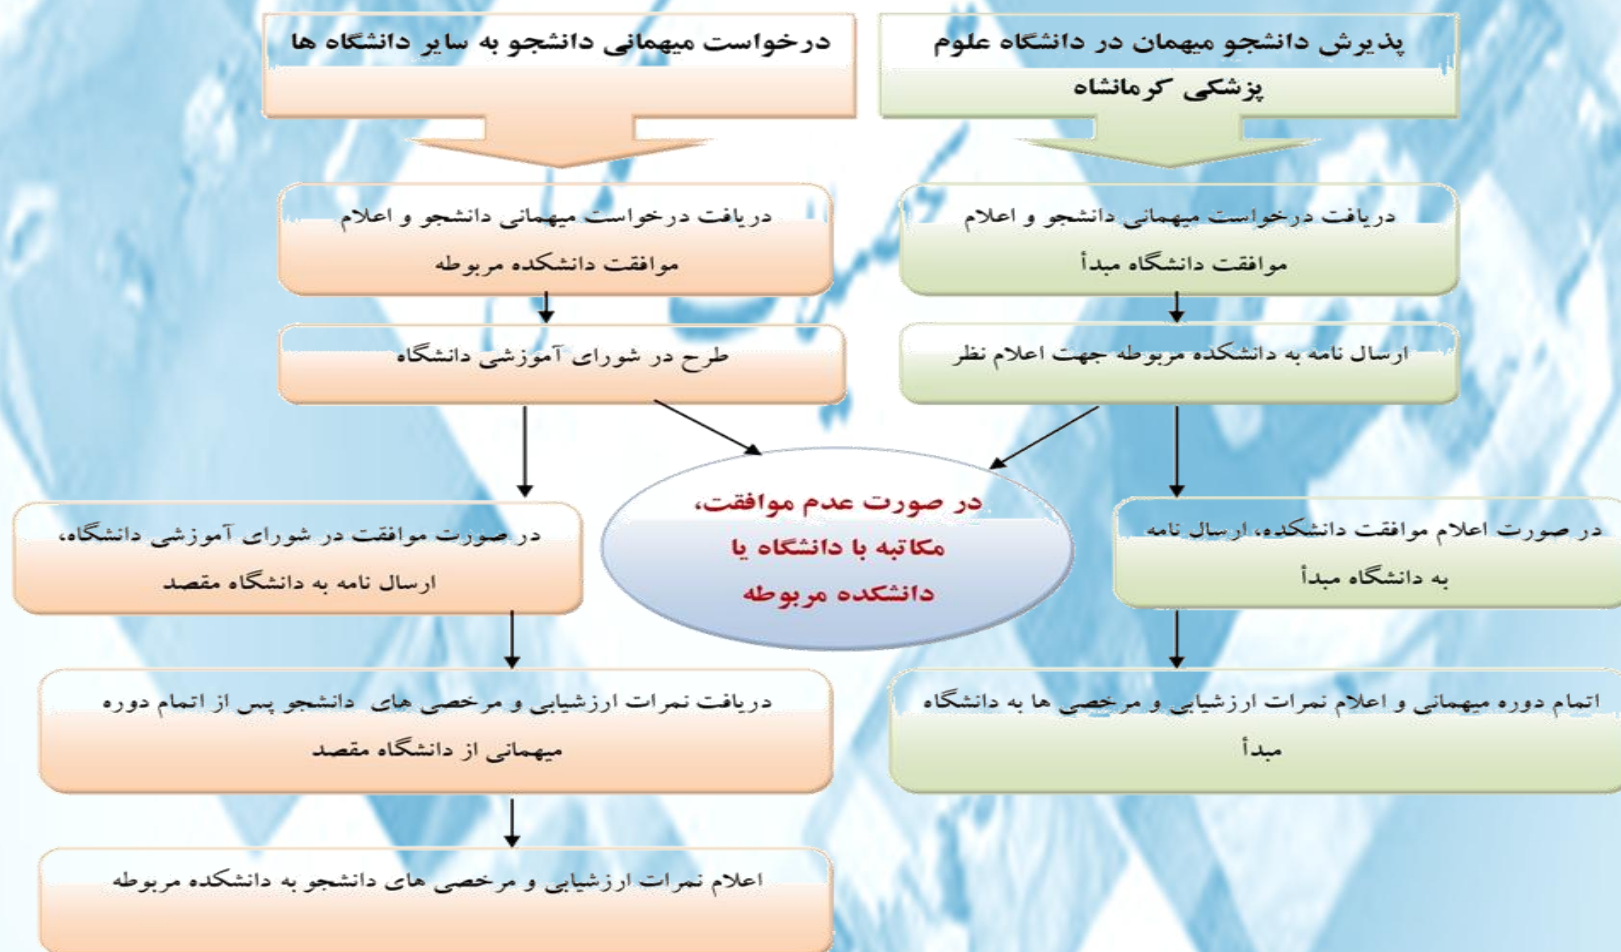 پذیرش دانشجو میهمان در دانشگاه علوم
پزشکی کرمانشاه
دریافت درخواست میهمانی دانشجو و اعلام
موافقت دانشگاه مبدأ
ارسال نامه به دانشکده مربوطه جهت اعلام نظر
در صورت اعلام موافقت دانشکده، ارسال نامه
به دانشگاه مبدأ
اتمام دوره میهمانی و اعلام نمرات ارزشیابی و مرخصی ها به دانشگاه
مبدأ
درخواست میهمانی دانشجو به سایر دانشگاه ها
دریافت درخواست میهمانی دانشجو و اعلام
موافقت دانشکده مربوطه
طرح در شورای آموزشی دانشگاه
در صورت عدم موافقت،
مکاتبه با دانشگاه یا
دانشکده مربوطه
در صورت موافقت در شورای آموزشی دانشگاه،
ارسال نامه به دانشگاه مقصد
دریافت نمرات ارزشیابی و مرخصی های دانشجو پس از اتمام دوره
میهمانی از دانشگاه مقصد
اعلام نمرات ارزشیابی و مرخصی های دانشجو به دانشکده مربوطه